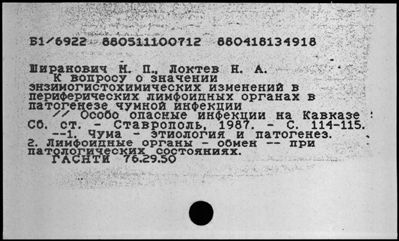 Б1/6922 880511100712 880418134918
Ширанович М. П., Локтев Н. А.
К вопросу о значении
энзимогистохимических изменений в
периферических лимфоидных органах в
патогенезе чумной инфекции
// Особо опасные инфекции на Кавказе :
Сб. ст. - Ставрополь, 1987. - С. 114-115.
--1. Чума - этиология и патогенез.
2. Лимфоидные органы - обмен -- при
патологических состояниях.
ГАСНТИ 76.29.50